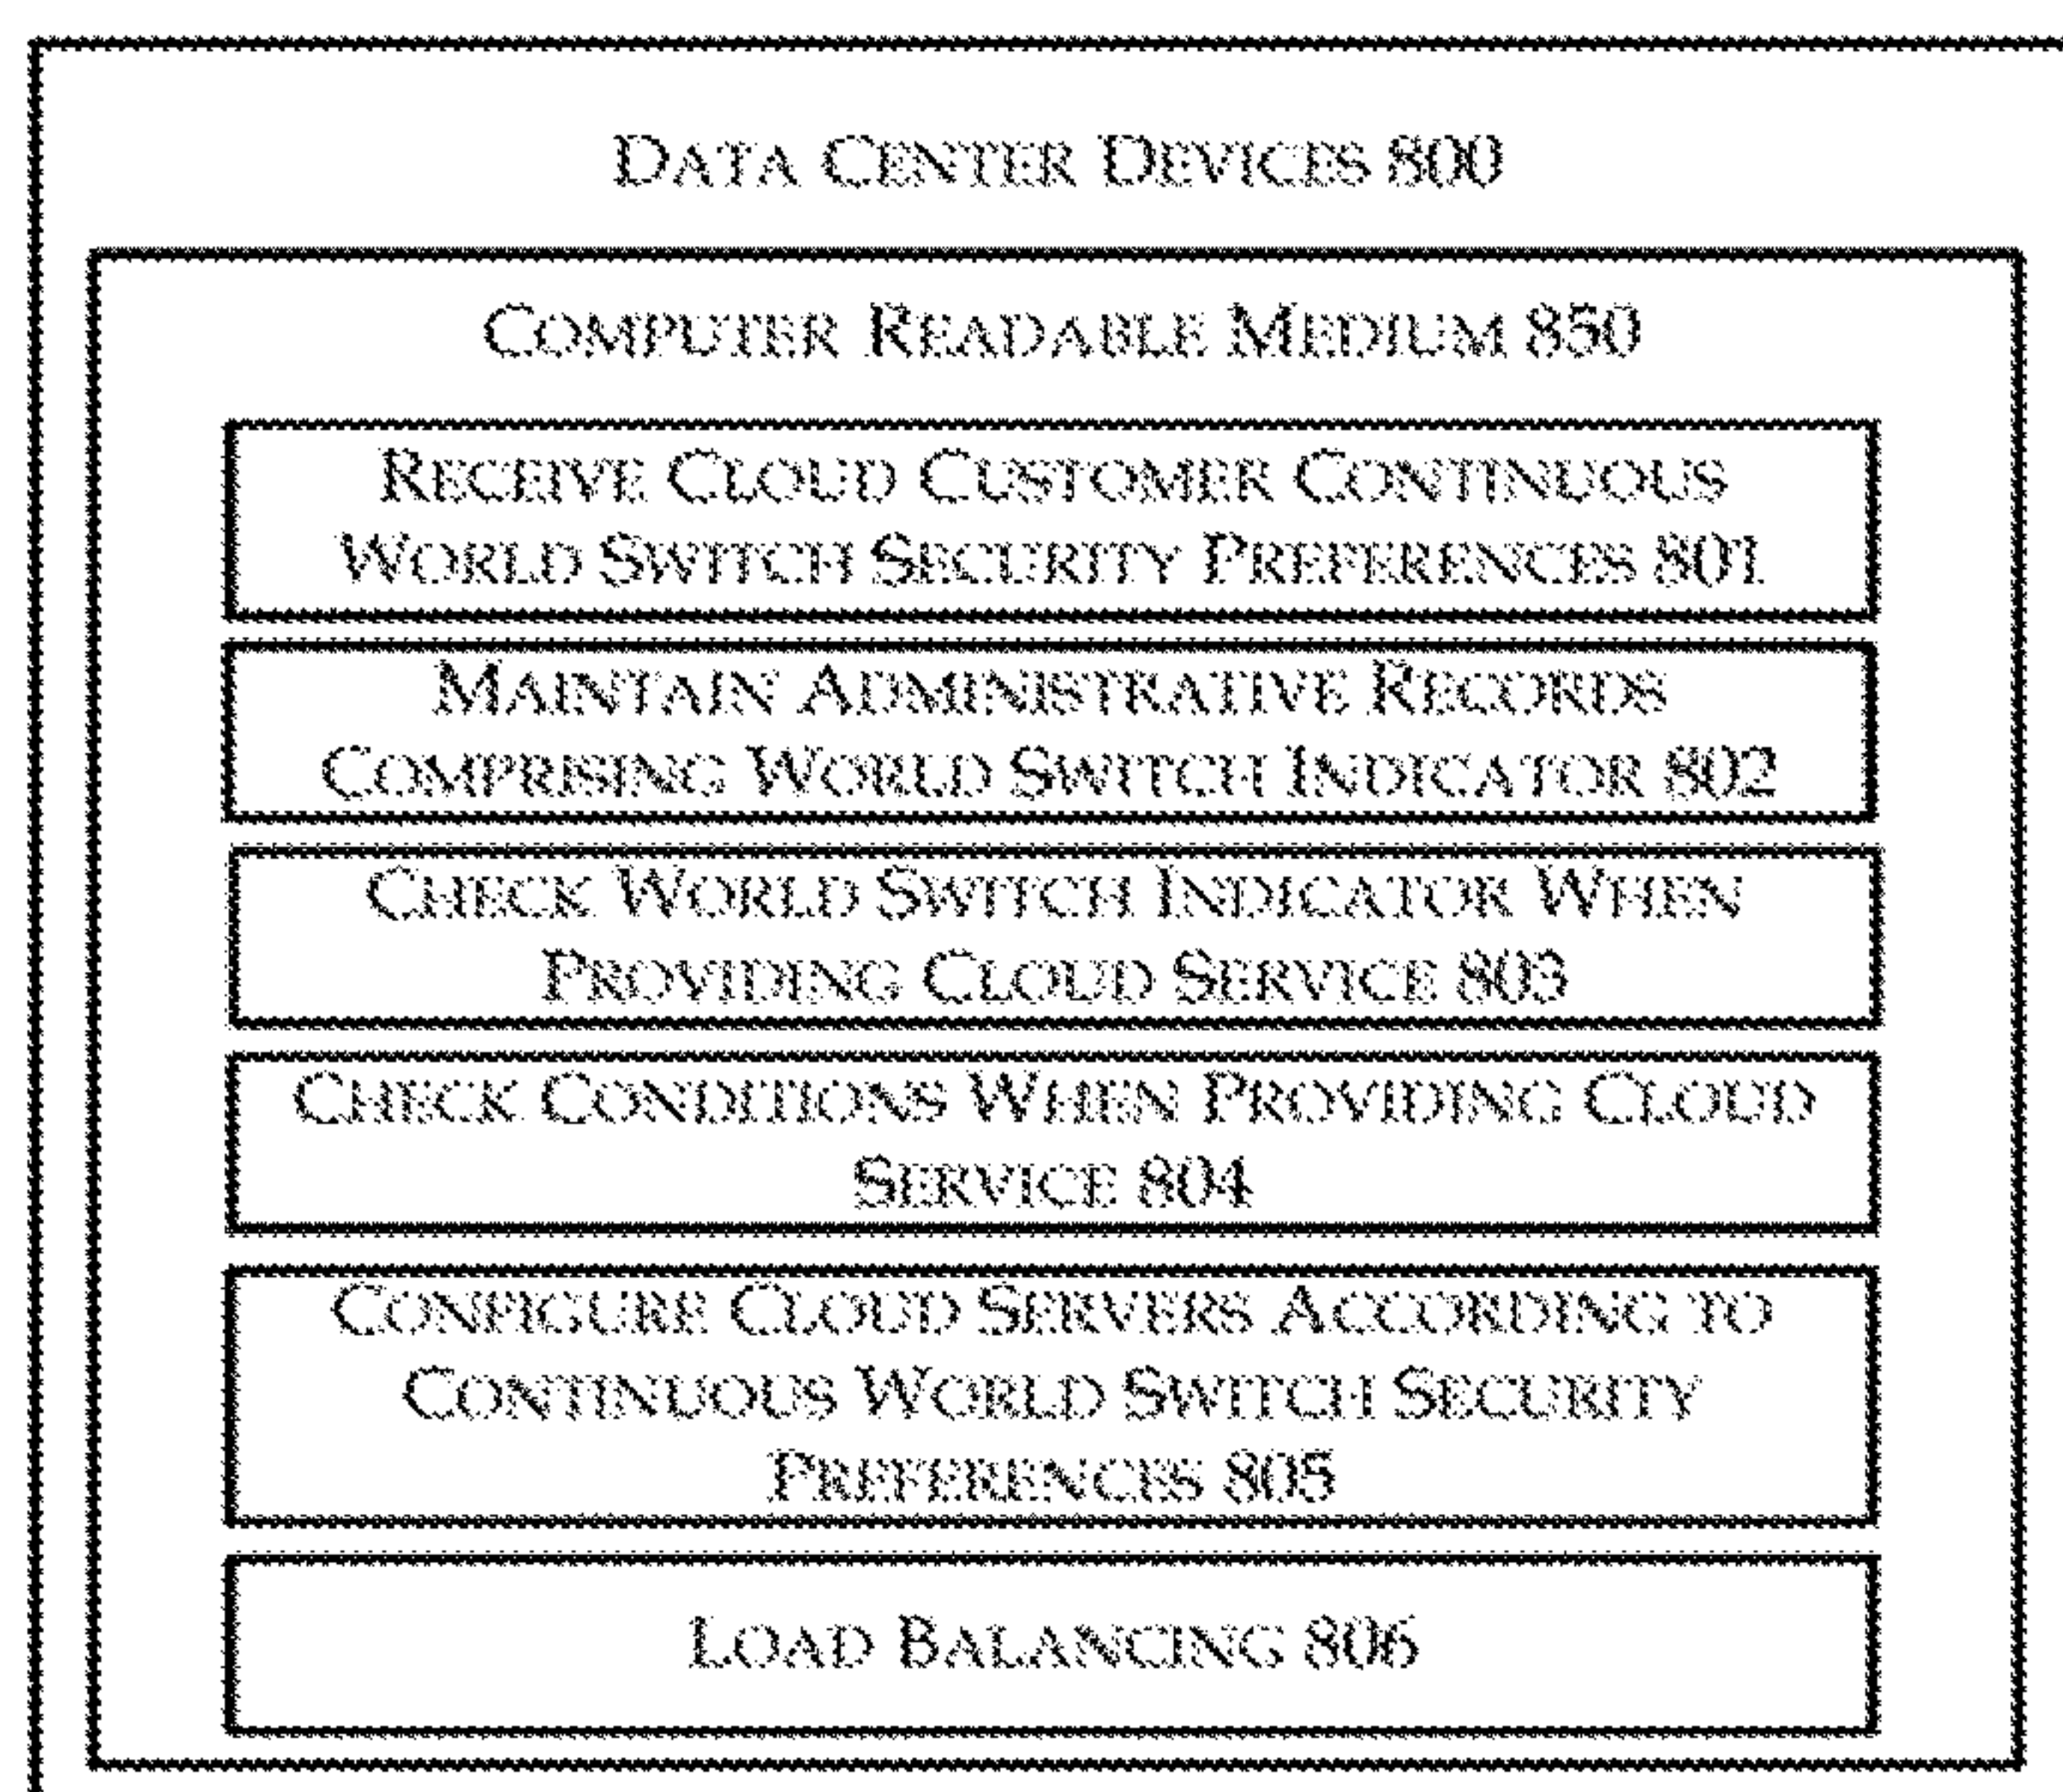 DATA CENTER DEVICES 800
COMPUTER READABLE MEDIUM 850
RECEIVE CLOUD CUSTOMER CONTINUOUS
WORLD SWITCH SECURITY PREFERENCES 801
MAINTAIN ADMINISTRATIVE RECORDS
COMPRISING WORLD SWITCH INDICATOR 802
CHECK WORLD SWITCH INDICATOR WHEN
PROVIDING CLOUD SERVICE 803
CHECK CONDITIONS WHEN PROVIDING CLOUD
SERVICE 804
CONFIGURE CLOUD SERVERS ACCORDING TO
CONTINUOUS WORLD SWITCH SECURITY
PREFERENCES 805
LOAD BALANCING 806